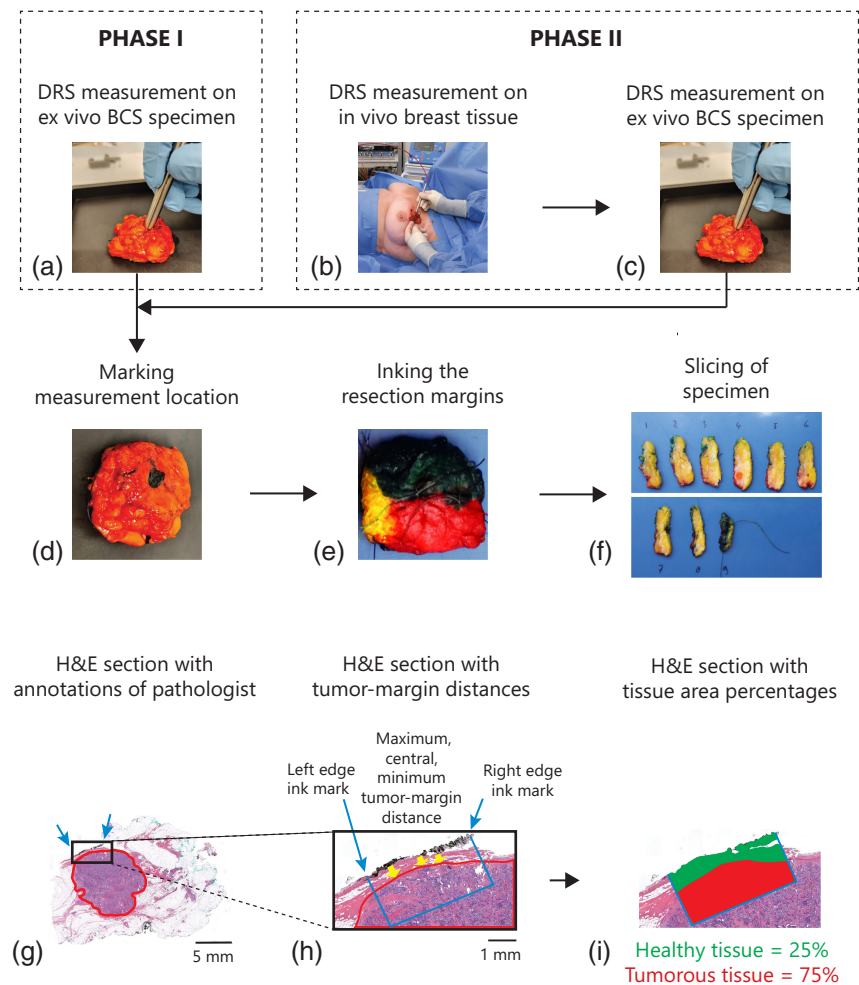 PHASE I
PHASE II
DRS measurement on
ex vivo BCS specimen
DRS measurement on
in vivo breast tissue
DRS measurement on
ex vivo BCS specimen
(a)
(b)
(c)
Marking
measurement location
Inking the
resection margins
Slicing of
specimen
1 2 3 4 5 6
7 8 9
(d)
(e)
(f)
H&E section with
annotations of pathologist
H&E section with
tumor-margin distances
H&E section with
tissue area percentages
Left edge
ink mark
Maximum,
central,
minimum
tumor-margin
distance
Right edge
ink mark
(g)
5 mm
(h)
1 mm
(i)
Healthy tissue = 25%
Tumorous tissue = 75%